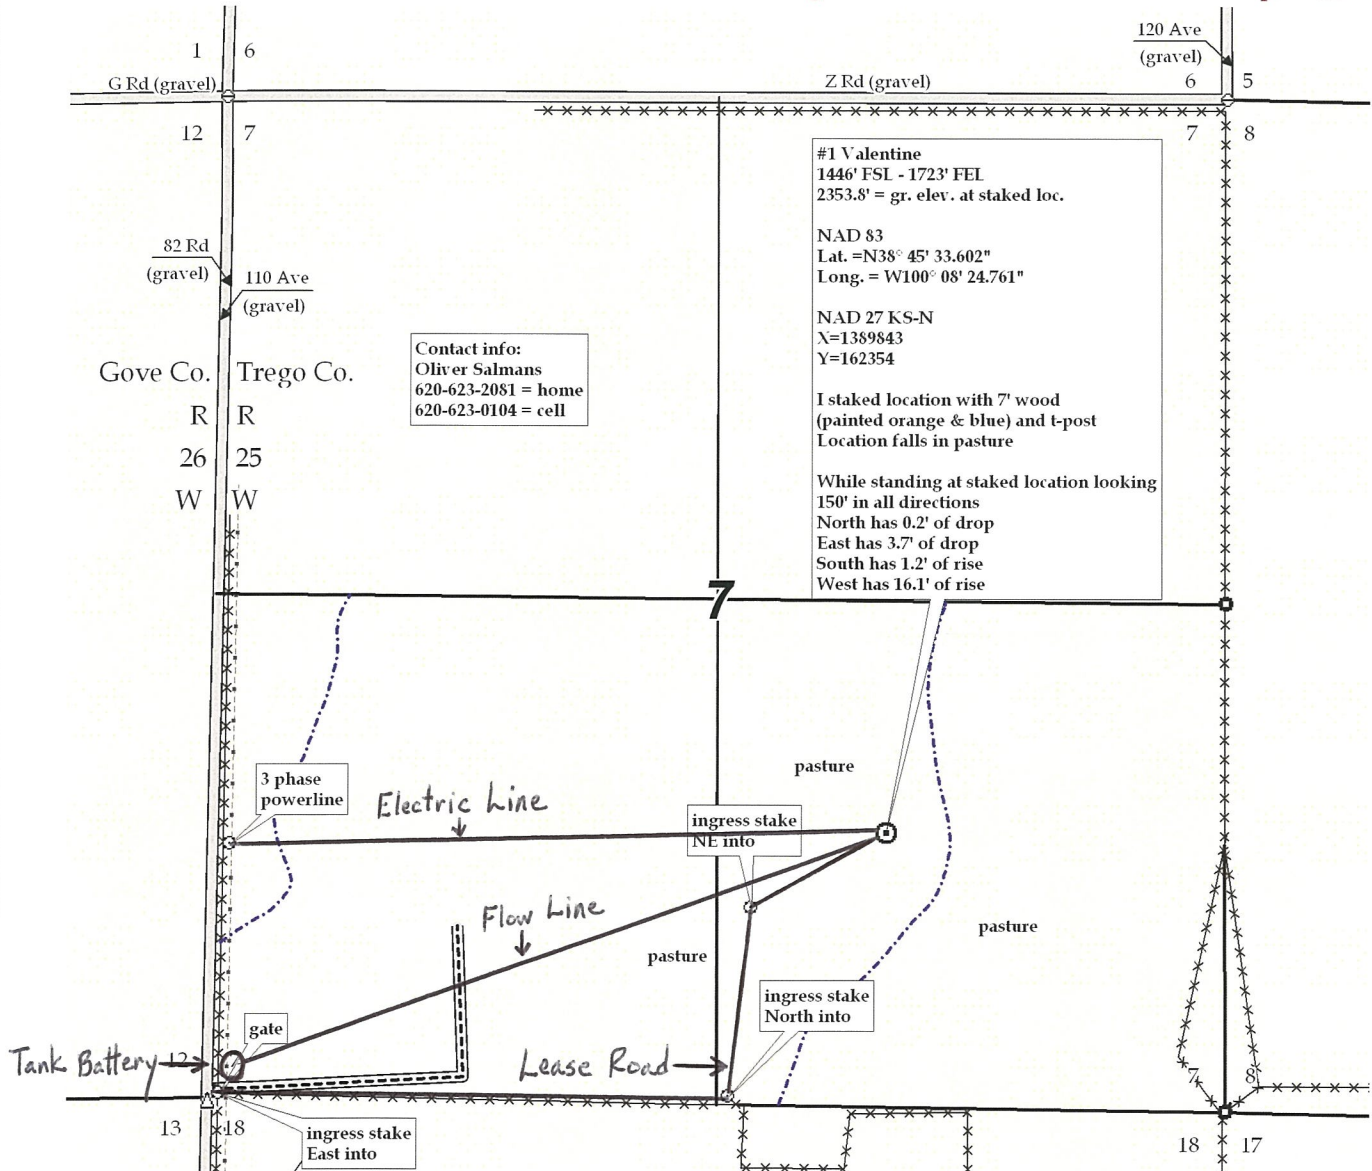 120 Ave
(gravel)
1 6
G Rd (gravel)
Z Rd (gravel)
6 5
12 7
7 8
#1 Valentine
1446' FSL - 1723' FEL
2353.8' = gr. elev. at staked loc.
NAD 83
Lat. =N38° 45' 33.602"
Long. = W100° 08' 24.761"
NAD 27 KS-N
X=1389843
Y=162354
I staked location with 7' wood
(painted orange & blue) and t-post
Location falls in pasture
While standing at staked location looking
150' in all directions
North has 0.2' of drop
East has 3.7' of drop
South has 1.2' of rise
West has 16.1' of rise
82 Rd
(gravel)
110 Ave
(gravel)
Contact info:
Oliver Salmans
620-623-2081 = home
620-623-0104 = cell
Gove Co. Trego Co.
R R
26 25
W W
7
3 phase
powerline
Electric Line
pasture
ingress stake
NE into
Flow Line
pasture
pasture
ingress stake
North into
gate
Tank Battery 12
Lease Road
7 8
13 18
ingress stake
East into
18 17